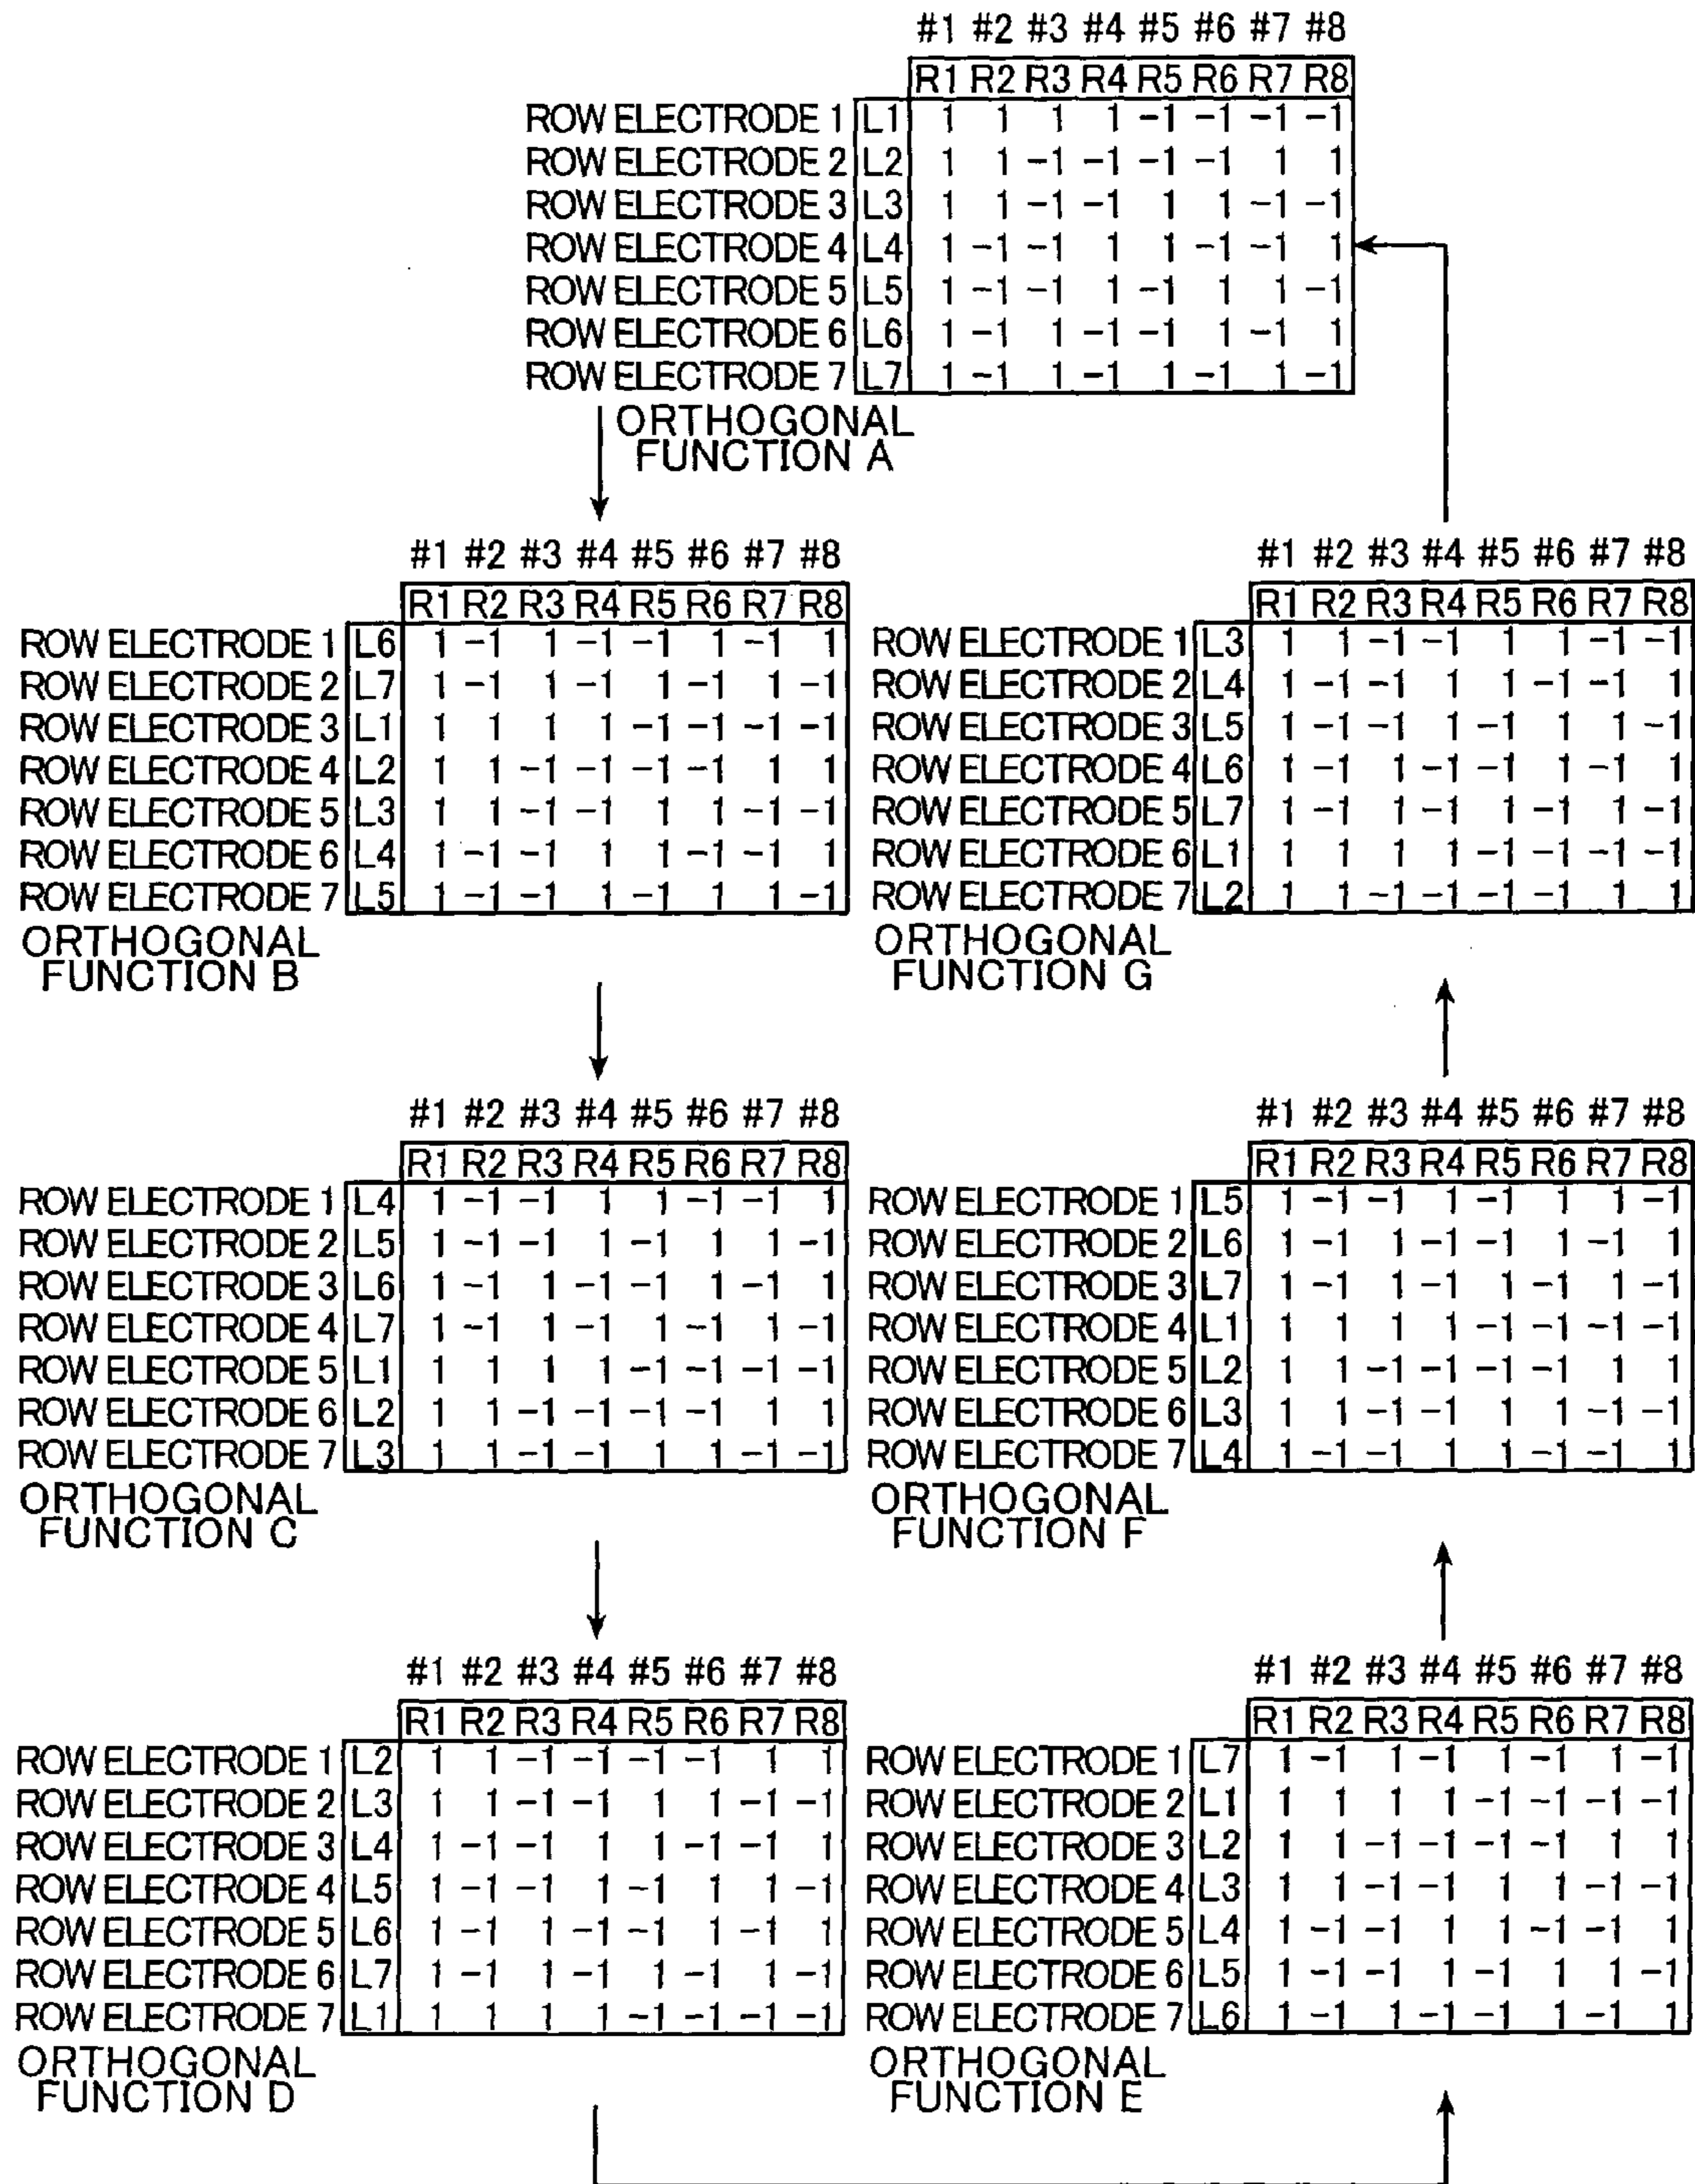 #1 #2 #3 #4 #5 #6 #7 #8
R1 R2 R3 R4 R5 R6 R7 R8
ROW ELECTRODE 1 L1 1 1 1 1 -1 -1 -1 -1
ROW ELECTRODE 2 L2 1 1 -1 -1 -1 -1 1 1
ROW ELECTRODE 3 L3 1 1 -1 -1 1 1 -1 -1
ROW ELECTRODE 4 L4 1 -1 -1 1 1 -1 -1 1
ROW ELECTRODE 5 L5 1 -1 -1 1 -1 1 1 -1
ROW ELECTRODE 6 L6 1 -1 1 -1 -1 1 -1 1
ROW ELECTRODE 7 L7 1 -1 1 -1 1 -1 1 -1
ORTHOGONAL
FUNCTION A
#1 #2 #3 #4 #5 #6 #7 #8
R1 R2 R3 R4 R5 R6 R7 R8
ROW ELECTRODE 1 L6 1 -1 1 -1 -1 1 -1 1
ROW ELECTRODE 2 L7 1 -1 1 -1 1 -1 1 -1
ROW ELECTRODE 3 L1 1 1 1 1 -1 -1 -1 -1
ROW ELECTRODE 4 L2 1 1 -1 -1 -1 -1 1 1
ROW ELECTRODE 5 L3 1 1 -1 -1 1 1 -1 -1
ROW ELECTRODE 6 L4 1 -1 -1 1 1 -1 -1 1
ROW ELECTRODE 7 L5 1 -1 -1 1 -1 1 1 -1
ORTHOGONAL
FUNCTION B
#1 #2 #3 #4 #5 #6 #7 #8
R1 R2 R3 R4 R5 R6 R7 R8
ROW ELECTRODE 1 L3 1 1 -1 -1 1 1 -1 -1
ROW ELECTRODE 2 L4 1 -1 -1 1 1 -1 -1 1
ROW ELECTRODE 3 L5 1 -1 -1 1 -1 1 1 -1
ROW ELECTRODE 4 L6 1 -1 1 -1 -1 1 -1 1
ROW ELECTRODE 5 L7 1 -1 1 -1 1 -1 1 -1
ROW ELECTRODE 6 L1 1 1 1 1 -1 -1 -1 -1
ROW ELECTRODE 7 L2 1 1 -1 -1 -1 -1 1 1
ORTHOGONAL
FUNCTION G
#1 #2 #3 #4 #5 #6 #7 #8
R1 R2 R3 R4 R5 R6 R7 R8
ROW ELECTRODE 1 L4 1 -1 -1 1 1 -1 -1 1
ROW ELECTRODE 2 L5 1 -1 -1 1 -1 1 1 -1
ROW ELECTRODE 3 L6 1 -1 1 -1 -1 1 -1 1
ROW ELECTRODE 4 L7 1 -1 1 -1 1 -1 1 -1
ROW ELECTRODE 5 L1 1 1 1 1 -1 -1 -1 -1
ROW ELECTRODE 6 L2 1 1 -1 -1 -1 -1 1 1
ROW ELECTRODE 7 L3 1 1 -1 -1 1 1 -1 -1
ORTHOGONAL
FUNCTION C
#1 #2 #3 #4 #5 #6 #7 #8
R1 R2 R3 R4 R5 R6 R7 R8
ROW ELECTRODE 1 L5 1 -1 -1 1 -1 1 1 -1
ROW ELECTRODE 2 L6 1 -1 1 -1 -1 1 -1 1
ROW ELECTRODE 3 L7 1 -1 1 -1 1 -1 1 -1
ROW ELECTRODE 4 L1 1 1 1 1 -1 -1 -1 -1
ROW ELECTRODE 5 L2 1 1 -1 -1 -1 -1 1 1
ROW ELECTRODE 6 L3 1 1 -1 -1 1 1 -1 -1
ROW ELECTRODE 7 L4 1 -1 -1 1 1 -1 -1 1
ORTHOGONAL
FUNCTION F
#1 #2 #3 #4 #5 #6 #7 #8
R1 R2 R3 R4 R5 R6 R7 R8
ROW ELECTRODE 1 L2 1 1 -1 -1 -1 -1 1 1
ROW ELECTRODE 2 L3 1 1 -1 -1 1 1 -1 -1
ROW ELECTRODE 3 L4 1 -1 -1 1 1 -1 -1 1
ROW ELECTRODE 4 L5 1 -1 -1 1 -1 1 1 -1
ROW ELECTRODE 5 L6 1 -1 1 -1 -1 1 -1 1
ROW ELECTRODE 6 L7 1 -1 1 -1 1 -1 1 -1
ROW ELECTRODE 7 L1 1 1 1 1 -1 -1 -1 -1
ORTHOGONAL
FUNCTION D
#1 #2 #3 #4 #5 #6 #7 #8
R1 R2 R3 R4 R5 R6 R7 R8
ROW ELECTRODE 1 L7 1 -1 1 -1 1 -1 1 -1
ROW ELECTRODE 2 L1 1 1 1 1 -1 -1 -1 -1
ROW ELECTRODE 3 L2 1 1 -1 -1 -1 -1 1 1
ROW ELECTRODE 4 L3 1 1 -1 -1 1 1 -1 -1
ROW ELECTRODE 5 L4 1 -1 -1 1 1 -1 -1 1
ROW ELECTRODE 6 L5 1 -1 -1 1 -1 1 1 -1
ROW ELECTRODE 7 L6 1 -1 1 -1 -1 1 -1 1
ORTHOGONAL
FUNCTION E